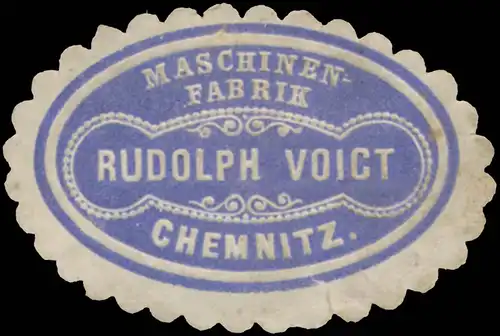 MASCHINEN-
FABRIK
RUDOLPH VOIGT
CHEMNITZ.